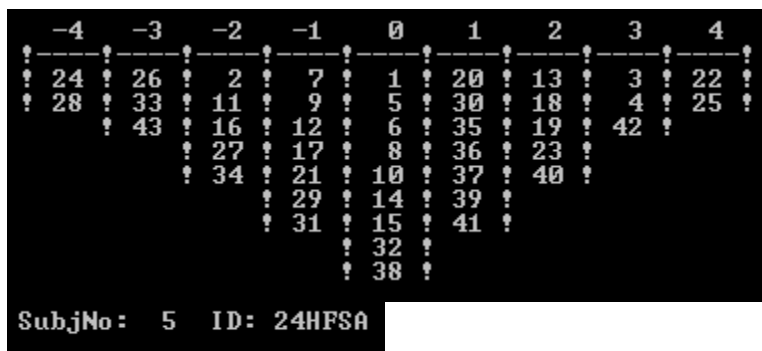 -4 -3 -2 -1 0 1 2 3 4
! 24 ! 26 ! 2 ! 7 ! 1 ! 20 ! 13 ! 3 ! 22 !
! 28 ! 33 ! 11 ! 9 ! 5 ! 30 ! 18 ! 4 ! 25 !
! 43 ! 16 ! 12 ! 6 ! 35 ! 19 ! 42 !
! 27 ! 17 ! 8 ! 36 ! 23 !
! 34 ! 21 ! 10 ! 37 ! 40 !
! 29 ! 14 ! 39 !
! 31 ! 15 ! 41 !
! 32 !
! 38 !
SubjNo: 5 ID: 24HFSA